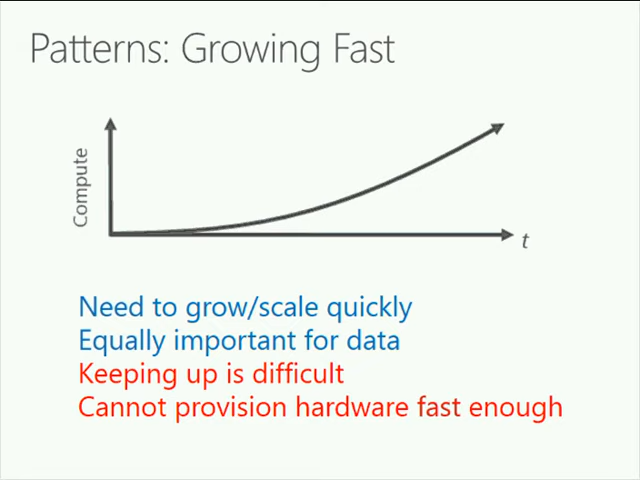 Patterns: Growing Fast
Compute
t
Need to grow/scale quickly
Equally important for data
Keeping up is difficult
Cannot provision hardware fast enough